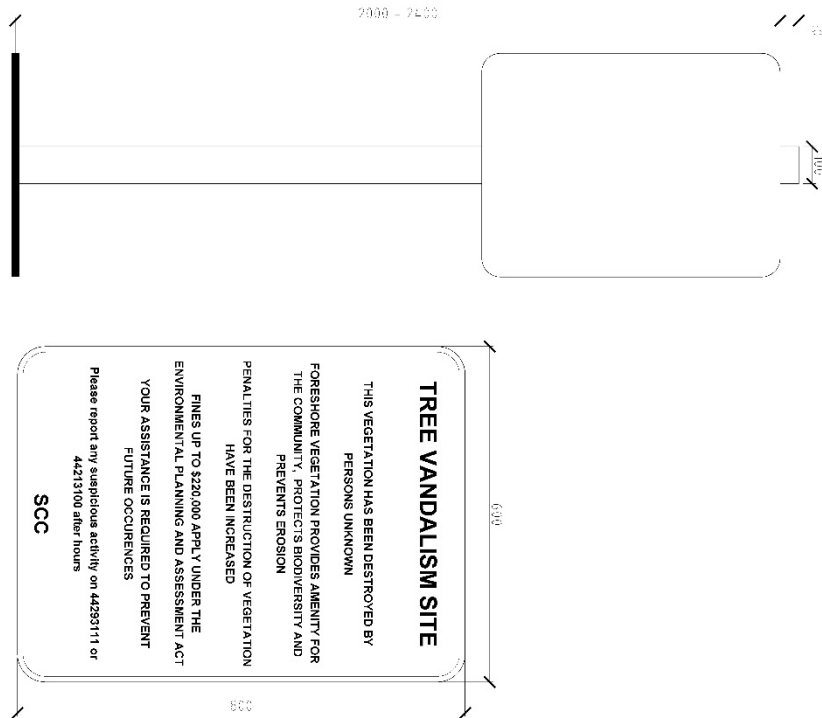 2000 - 2400
100
TREE VANDALISM SITE
THIS VEGETATION HAS BEEN DESTROYED BY
PERSONS UNKNOWN
FORESHORE VEGETATION PROVIDES AMENITY FOR
THE COMMUNITY, PROTECTS BIODIVERSITY AND
PREVENTS EROSION
PENALTIES FOR THE DESTRUCTION OF VEGETATION
HAVE BEEN INCREASED
FINES UP TO $220,000 APPLY UNDER THE
ENVIRONMENTAL PLANNING AND ASSESSMENT ACT
YOUR ASSISTANCE IS REQUIRED TO PREVENT
FUTURE OCCURENCES
Please report any suspicious activity on 44293111 or
44213100 after hours
SCC
600
800